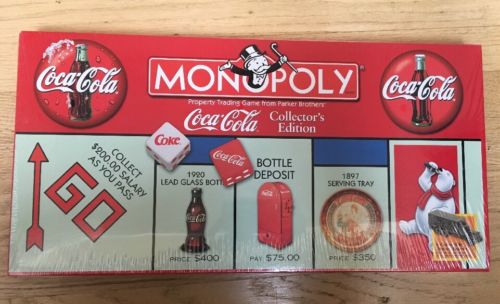 Coca-Cola
MONOPOLY
Coca-Cola
Property Trading Game from Parker Brothers
Coca-Cola Collector's
Edition
COLLECT
$200.00 SALARY
AS YOU PASS
GO
Coke
Coca-Cola
1920
LEAD GLASS BOTT
BOTTLE
DEPOSIT
1897
SERVING TRAY
PRICE $400
PAY $75.00
PRICE $350